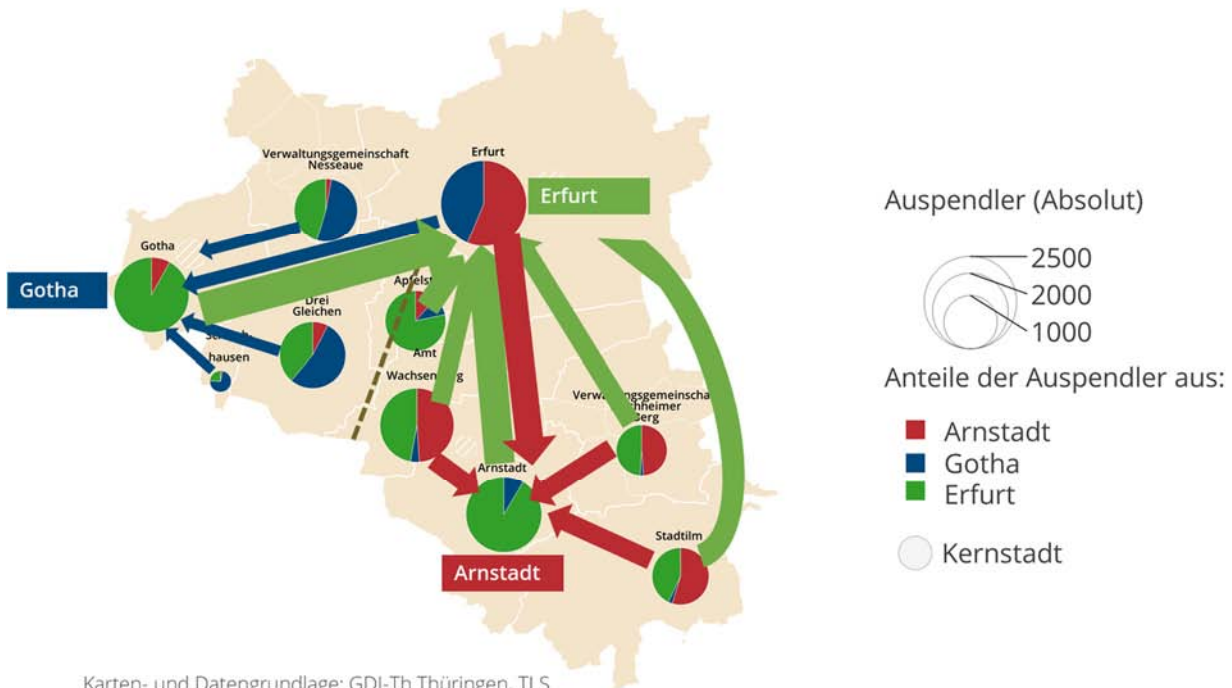 Verwaltungsgemeinschaft
Nesseaue
Erfurt
Erfurt
Gotha
Gotha
Drei
Gleichen
hausen
Amt
Arnstadt
Arnstadt
Stadtilm
Berg
Auspendler (Absolut)
2500
2000
1000
Anteile der Auspendler aus:
Arnstadt
Gotha
Erfurt
Kernstadt
Karten- und Datengrundlage: GDI-Th Thüringen, TLS